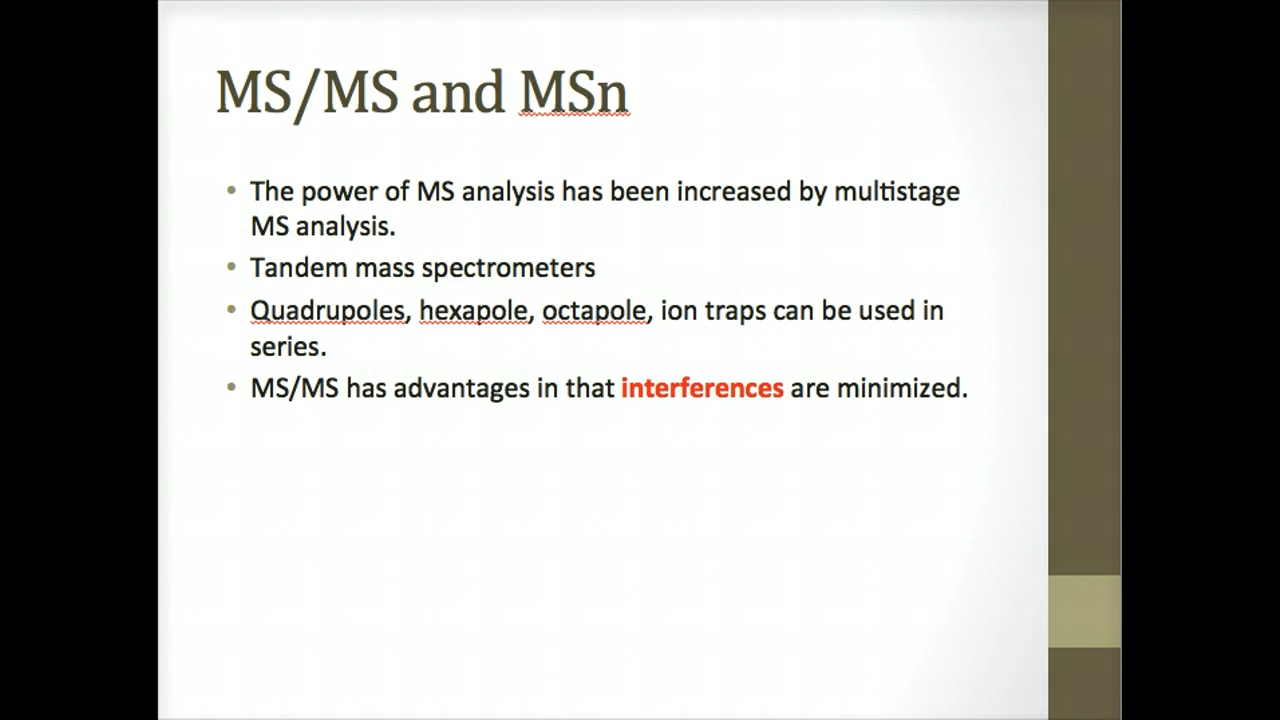 MS/MS and MSn
• The power of MS analysis has been increased by multistage
MS analysis.
• Tandem mass spectrometers
• Quadrupoles, hexapole, octapole, ion traps can be used in
series.
• MS/MS has advantages in that interferences are minimized.